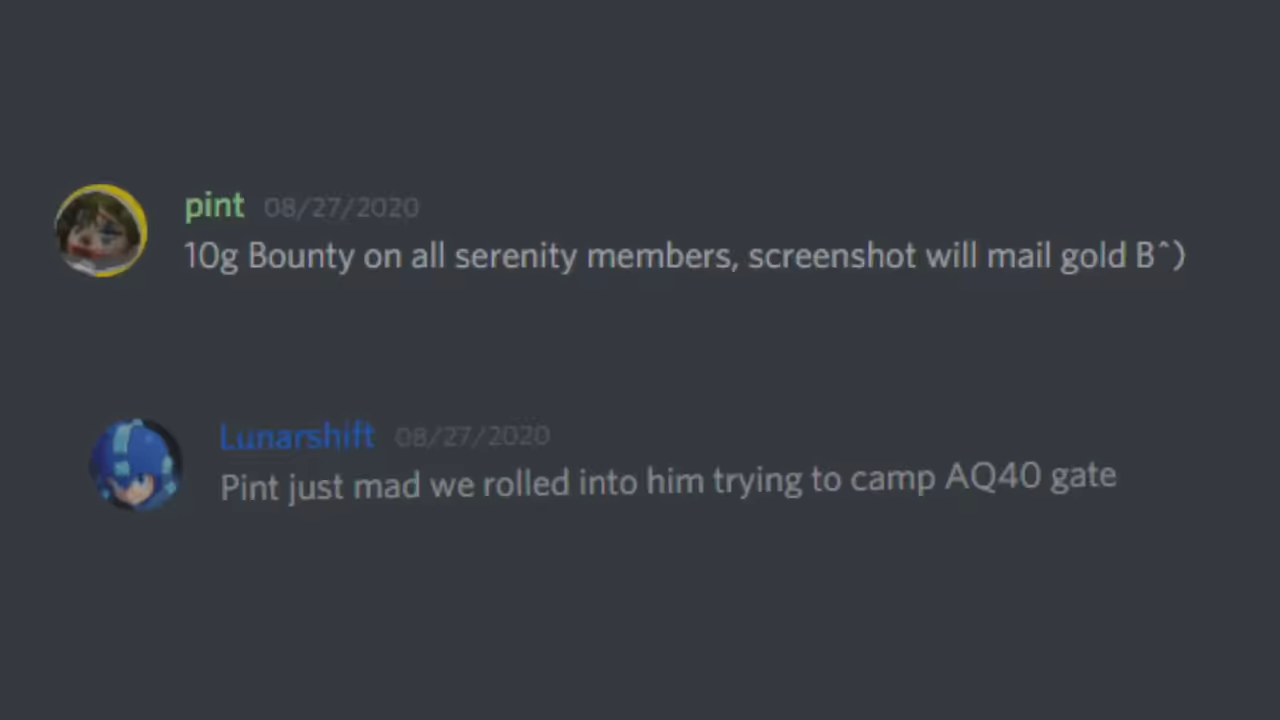 pint 08/27/2020
10g Bounty on all serenity members, screenshot will mail gold B^)
Lunarshift 08/27/2020
Pint just mad we rolled into him trying to camp AQ40 gate